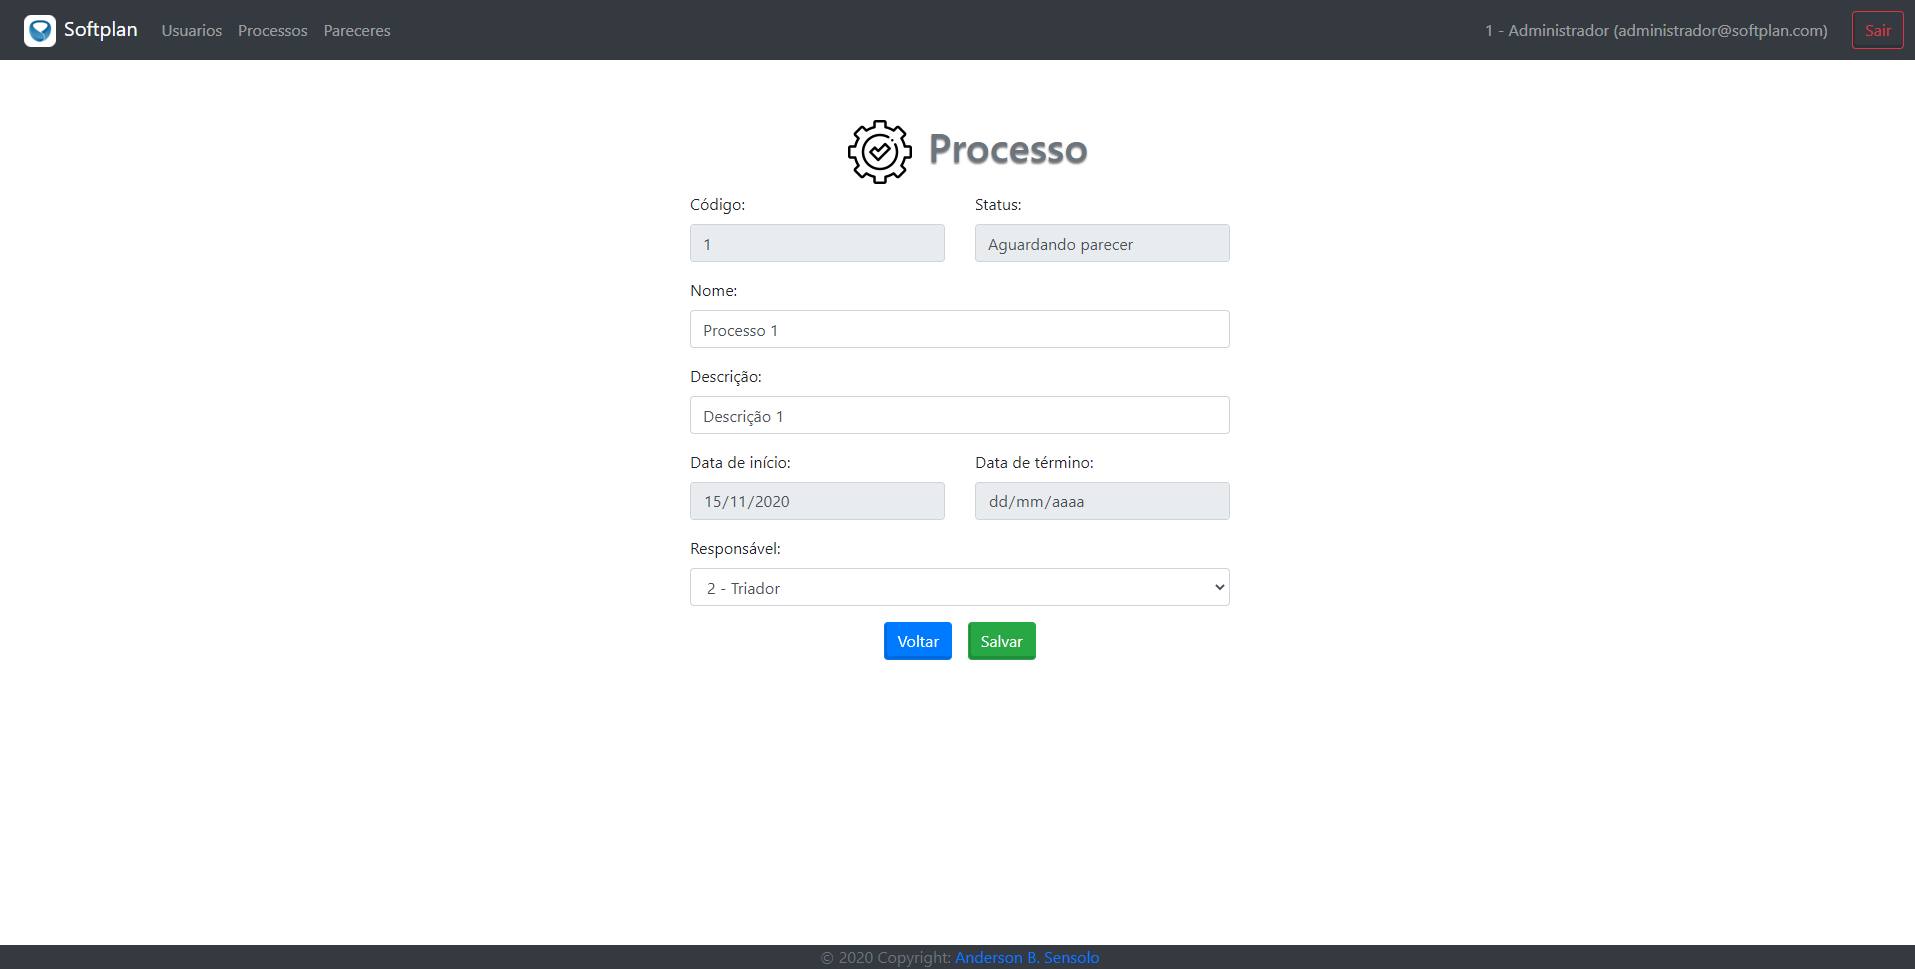 Softplan Usuarios Processos Pareceres 1 - Administrador (administrador@softplan.com) Sair
Processo
Código: Status:
1 Aguardando parecer
Nome:
Processo 1
Descrição:
Descrição 1
Data de início: Data de término:
15/11/2020 dd/mm/aaaa
Responsável:
2 - Triador
Voltar Salvar
© 2020 Copyright: Anderson B. Sensolo